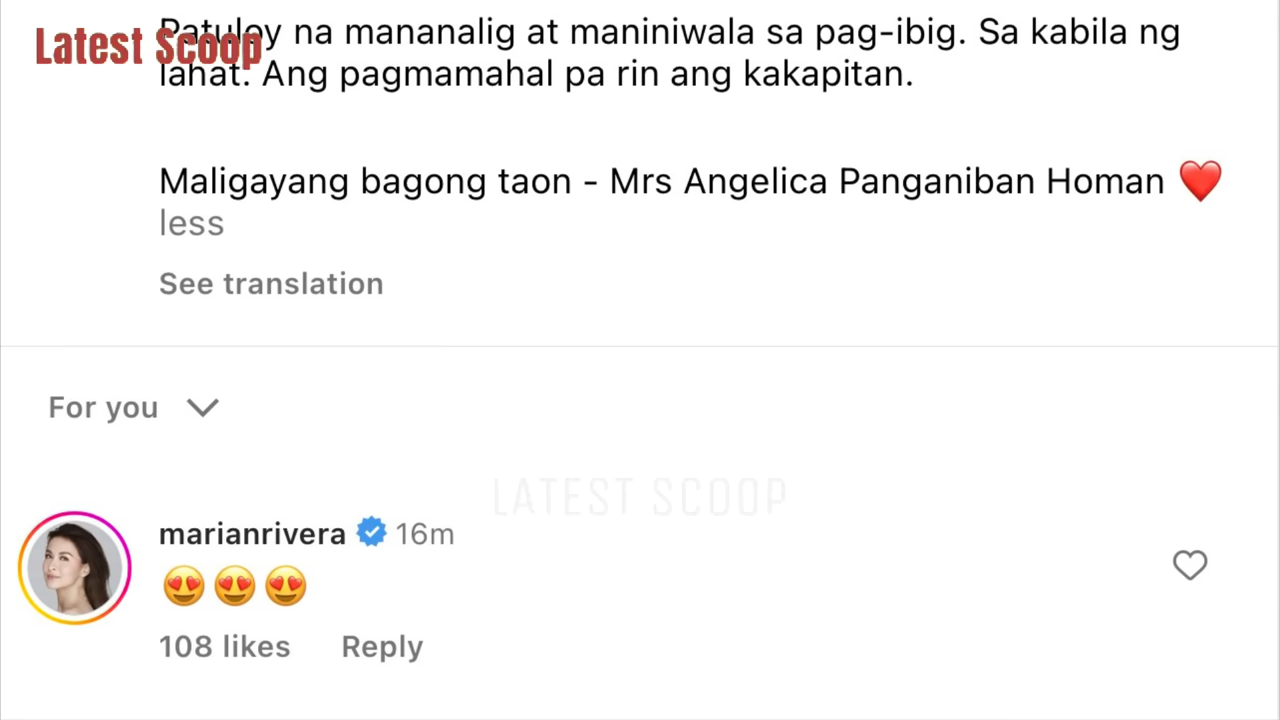 Latest Scoop
Patuloy na mananalig at maniniwala sa pag-ibig. Sa kabila ng
lahat. Ang pagmamahal pa rin ang kakapitan.
Maligayang bagong taon - Mrs Angelica Panganiban Homan ❤️
less
See translation
For you
LATEST SCOOP
marianrivera 16m
😍😍😍
108 likes Reply